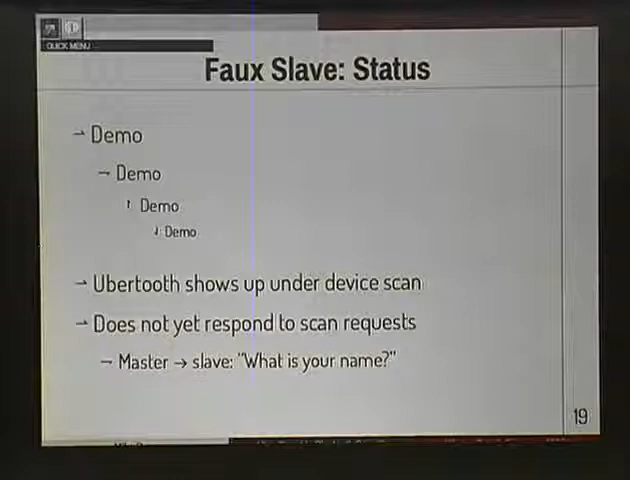 QUICK MENU
Faux Slave: Status
Demo
Demo
Demo
Demo
Ubertooth shows up under device scan
Does not yet respond to scan requests
Master → slave: "What is your name?"
19